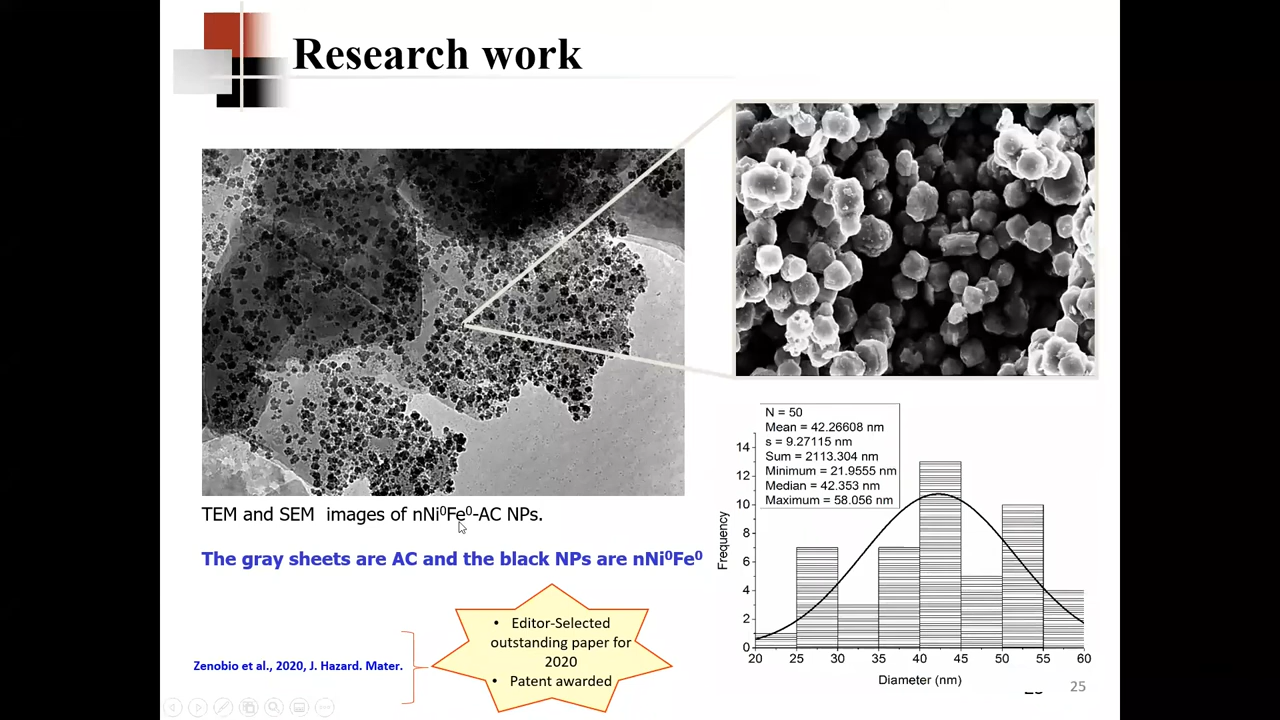 Research work
TEM and SEM images of nNi⁰Fe⁰-AC NPs.
The gray sheets are AC and the black NPs are nNi⁰Fe⁰
Zenobio et al., 2020, J. Hazard. Mater.
• Editor-Selected
outstanding paper for
2020
• Patent awarded
N = 50
Mean = 42.26608 nm
s = 9.27115 nm
Sum = 2113.304 nm
Minimum = 21.9555 nm
Median = 42.353 nm
Maximum = 58.056 nm
14
12
10
8
6
4
2
0
Frequency
20 25 30 35 40 45 50 55 60
Diameter (nm)
25